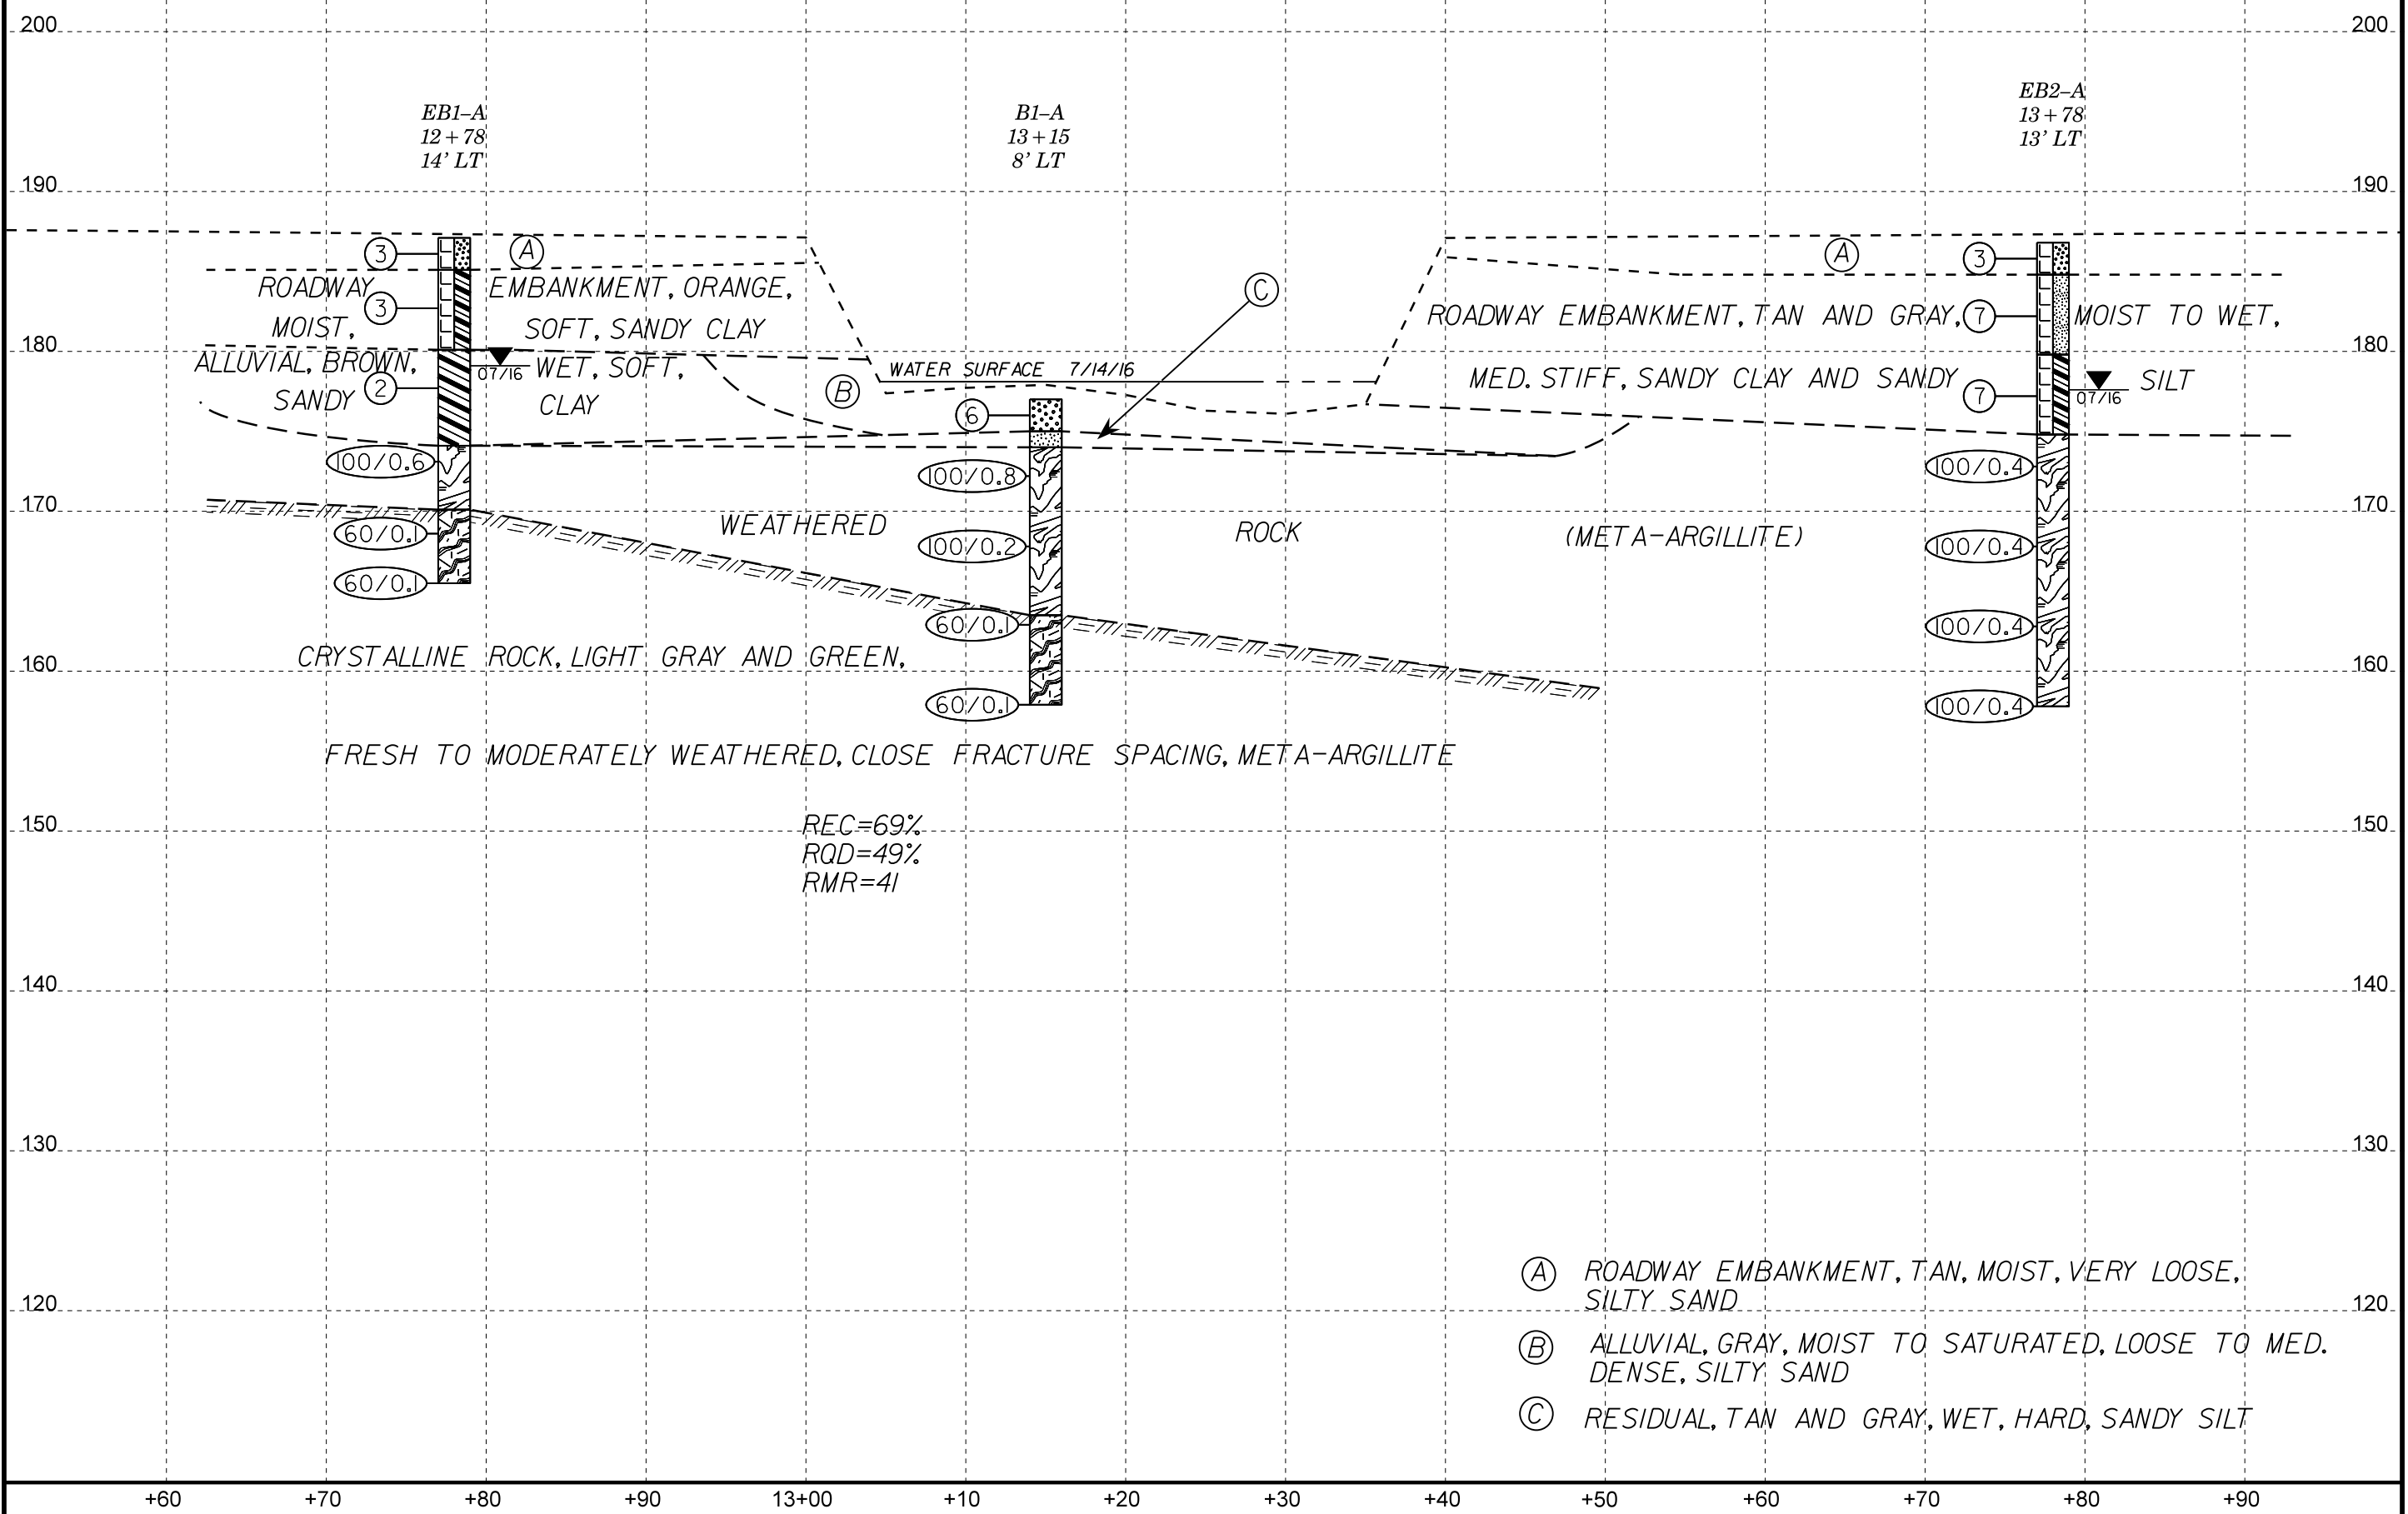 200 200
EB1–A
12+78
14' LT
B1–A
13+15
8' LT
EB2–A
13+78
13' LT
190 190
3 A A 3
C
ROADWAY EMBANKMENT, ORANGE,
3
MOIST, SOFT, SANDY CLAY
ROADWAY EMBANKMENT, TAN AND GRAY, 7 MOIST TO WET,
180 180
ALLUVIAL, BROWN, WET, SOFT,
07/16
2
SANDY CLAY
WATER SURFACE 7/14/16
B
MED. STIFF, SANDY CLAY AND SANDY SILT
7
07/16
6
100/0.6
100/0.8
100/0.4
170 170
60/0.1
WEATHERED ROCK (META-ARGILLITE)
100/0.2
100/0.4
60/0.1
60/0.1
100/0.4
160 160
CRYSTALLINE ROCK, LIGHT GRAY AND GREEN,
60/0.1
100/0.4
FRESH TO MODERATELY WEATHERED, CLOSE FRACTURE SPACING, META-ARGILLITE
150 150
REC=69%
RQD=49%
RMR=41
140 140
130 130
120 120
A ROADWAY EMBANKMENT, TAN, MOIST, VERY LOOSE,
SILTY SAND
B ALLUVIAL, GRAY, MOIST TO SATURATED, LOOSE TO MED.
DENSE, SILTY SAND
C RESIDUAL, TAN AND GRAY, WET, HARD, SANDY SILT
+60 +70 +80 +90 13+00 +10 +20 +30 +40 +50 +60 +70 +80 +90